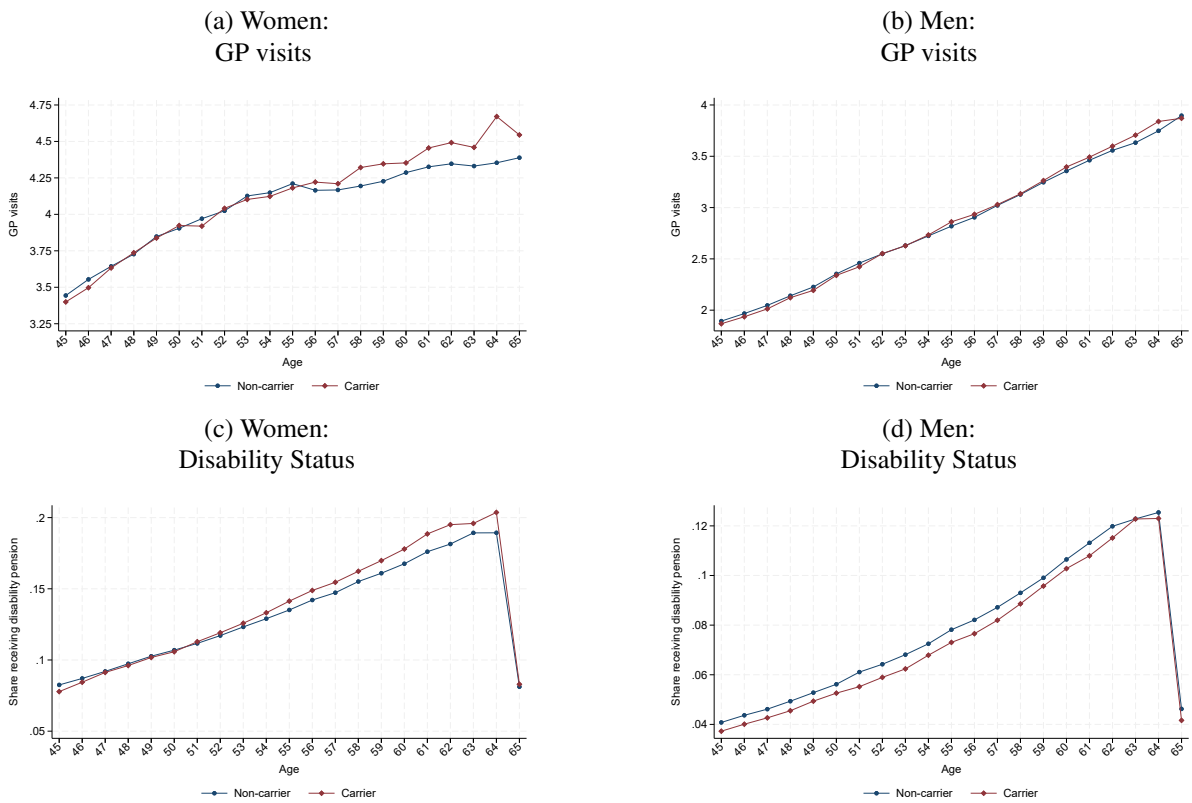 (a) Women:
GP visits
4.75
4.5
4.25
4
3.75
3.5
3.25
GP visits
45 46 47 48 49 50 51 52 53 54 55 56 57 58 59 60 61 62 63 64 65
Age
Non-carrier Carrier
(b) Men:
GP visits
4
3.5
3
2.5
2
GP visits
45 46 47 48 49 50 51 52 53 54 55 56 57 58 59 60 61 62 63 64 65
Age
Non-carrier Carrier
(c) Women:
Disability Status
.2
.15
.1
.05
Share receiving disability pension
45 46 47 48 49 50 51 52 53 54 55 56 57 58 59 60 61 62 63 64 65
Age
Non-carrier Carrier
(d) Men:
Disability Status
.12
.1
.08
.06
.04
Share receiving disability pension
45 46 47 48 49 50 51 52 53 54 55 56 57 58 59 60 61 62 63 64 65
Age
Non-carrier Carrier